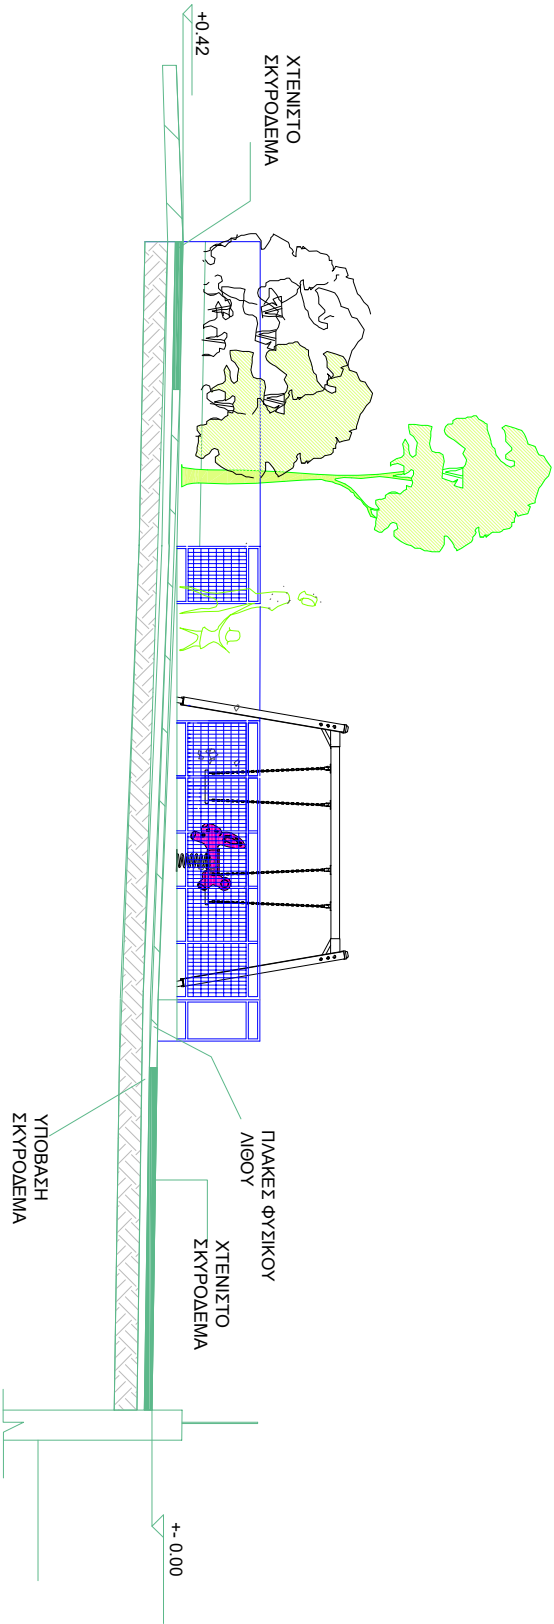 +0.42
ΧΤΕΝΙΣΤΟ
ΣΚΥΡΟΔΕΜΑ
ΥΠΟΒΑΣΗ
ΣΚΥΡΟΔΕΜΑ
ΠΛΑΚΕΣ ΦΥΣΙΚΟΥ
ΛΙΘΟΥ
ΧΤΕΝΙΣΤΟ
ΣΚΥΡΟΔΕΜΑ
+- 0.00